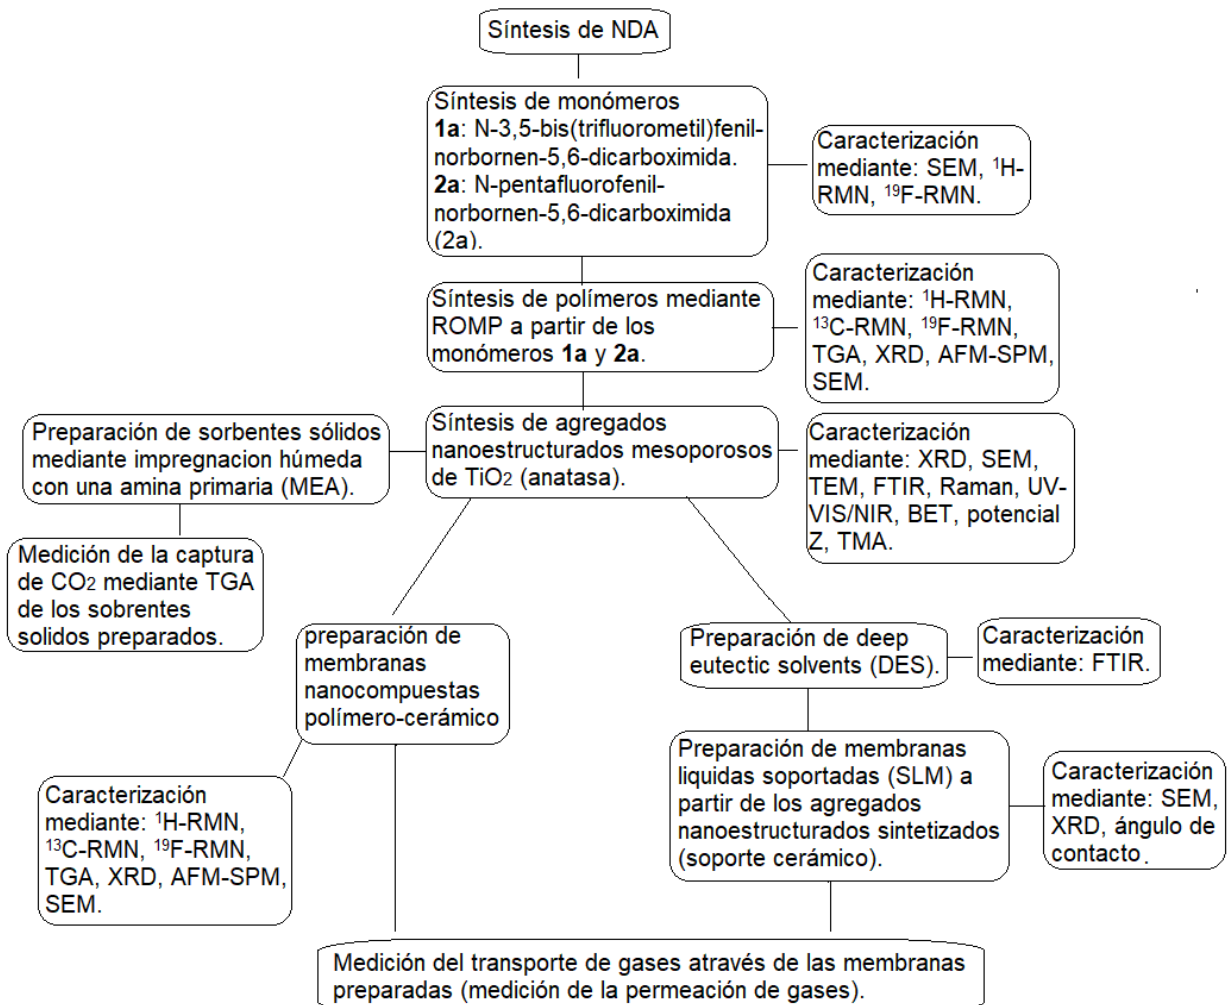 Síntesis de NDA
Síntesis de monómeros
1a: N-3,5-bis(trifluorometil)fenil-
norbornen-5,6-dicarboximida.
2a: N-pentafluorofenil-
norbornen-5,6-dicarboximida
(2a).
Caracterización
mediante: SEM, ¹H-
RMN, ¹⁹F-RMN.
Síntesis de polímeros mediante
ROMP a partir de los
monómeros 1a y 2a.
Caracterización
mediante: ¹H-RMN,
¹³C-RMN, ¹⁹F-RMN,
TGA, XRD, AFM-SPM,
SEM.
Preparación de sorbentes sólidos
mediante impregnacion húmeda
con una amina primaria (MEA).
Síntesis de agregados
nanoestructurados mesoporosos
de TiO2 (anatasa).
Caracterización
mediante: XRD, SEM,
TEM, FTIR, Raman, UV-
VIS/NIR, BET, potencial
Z, TMA.
Medición de la captura
de CO2 mediante TGA
de los sobrentes
solidos preparados.
preparación de
membranas
nanocompuestas
polímero-cerámico
Preparación de deep
eutectic solvents (DES).
Caracterización
mediante: FTIR.
Caracterización
mediante: ¹H-RMN,
¹³C-RMN, ¹⁹F-RMN,
TGA, XRD, AFM-SPM,
SEM.
Preparación de membranas
liquidas soportadas (SLM) a
partir de los agregados
nanoestructurados sintetizados
(soporte cerámico).
Caracterización
mediante: SEM,
XRD, ángulo de
contacto.
Medición del transporte de gases através de las membranas
preparadas (medición de la permeación de gases).